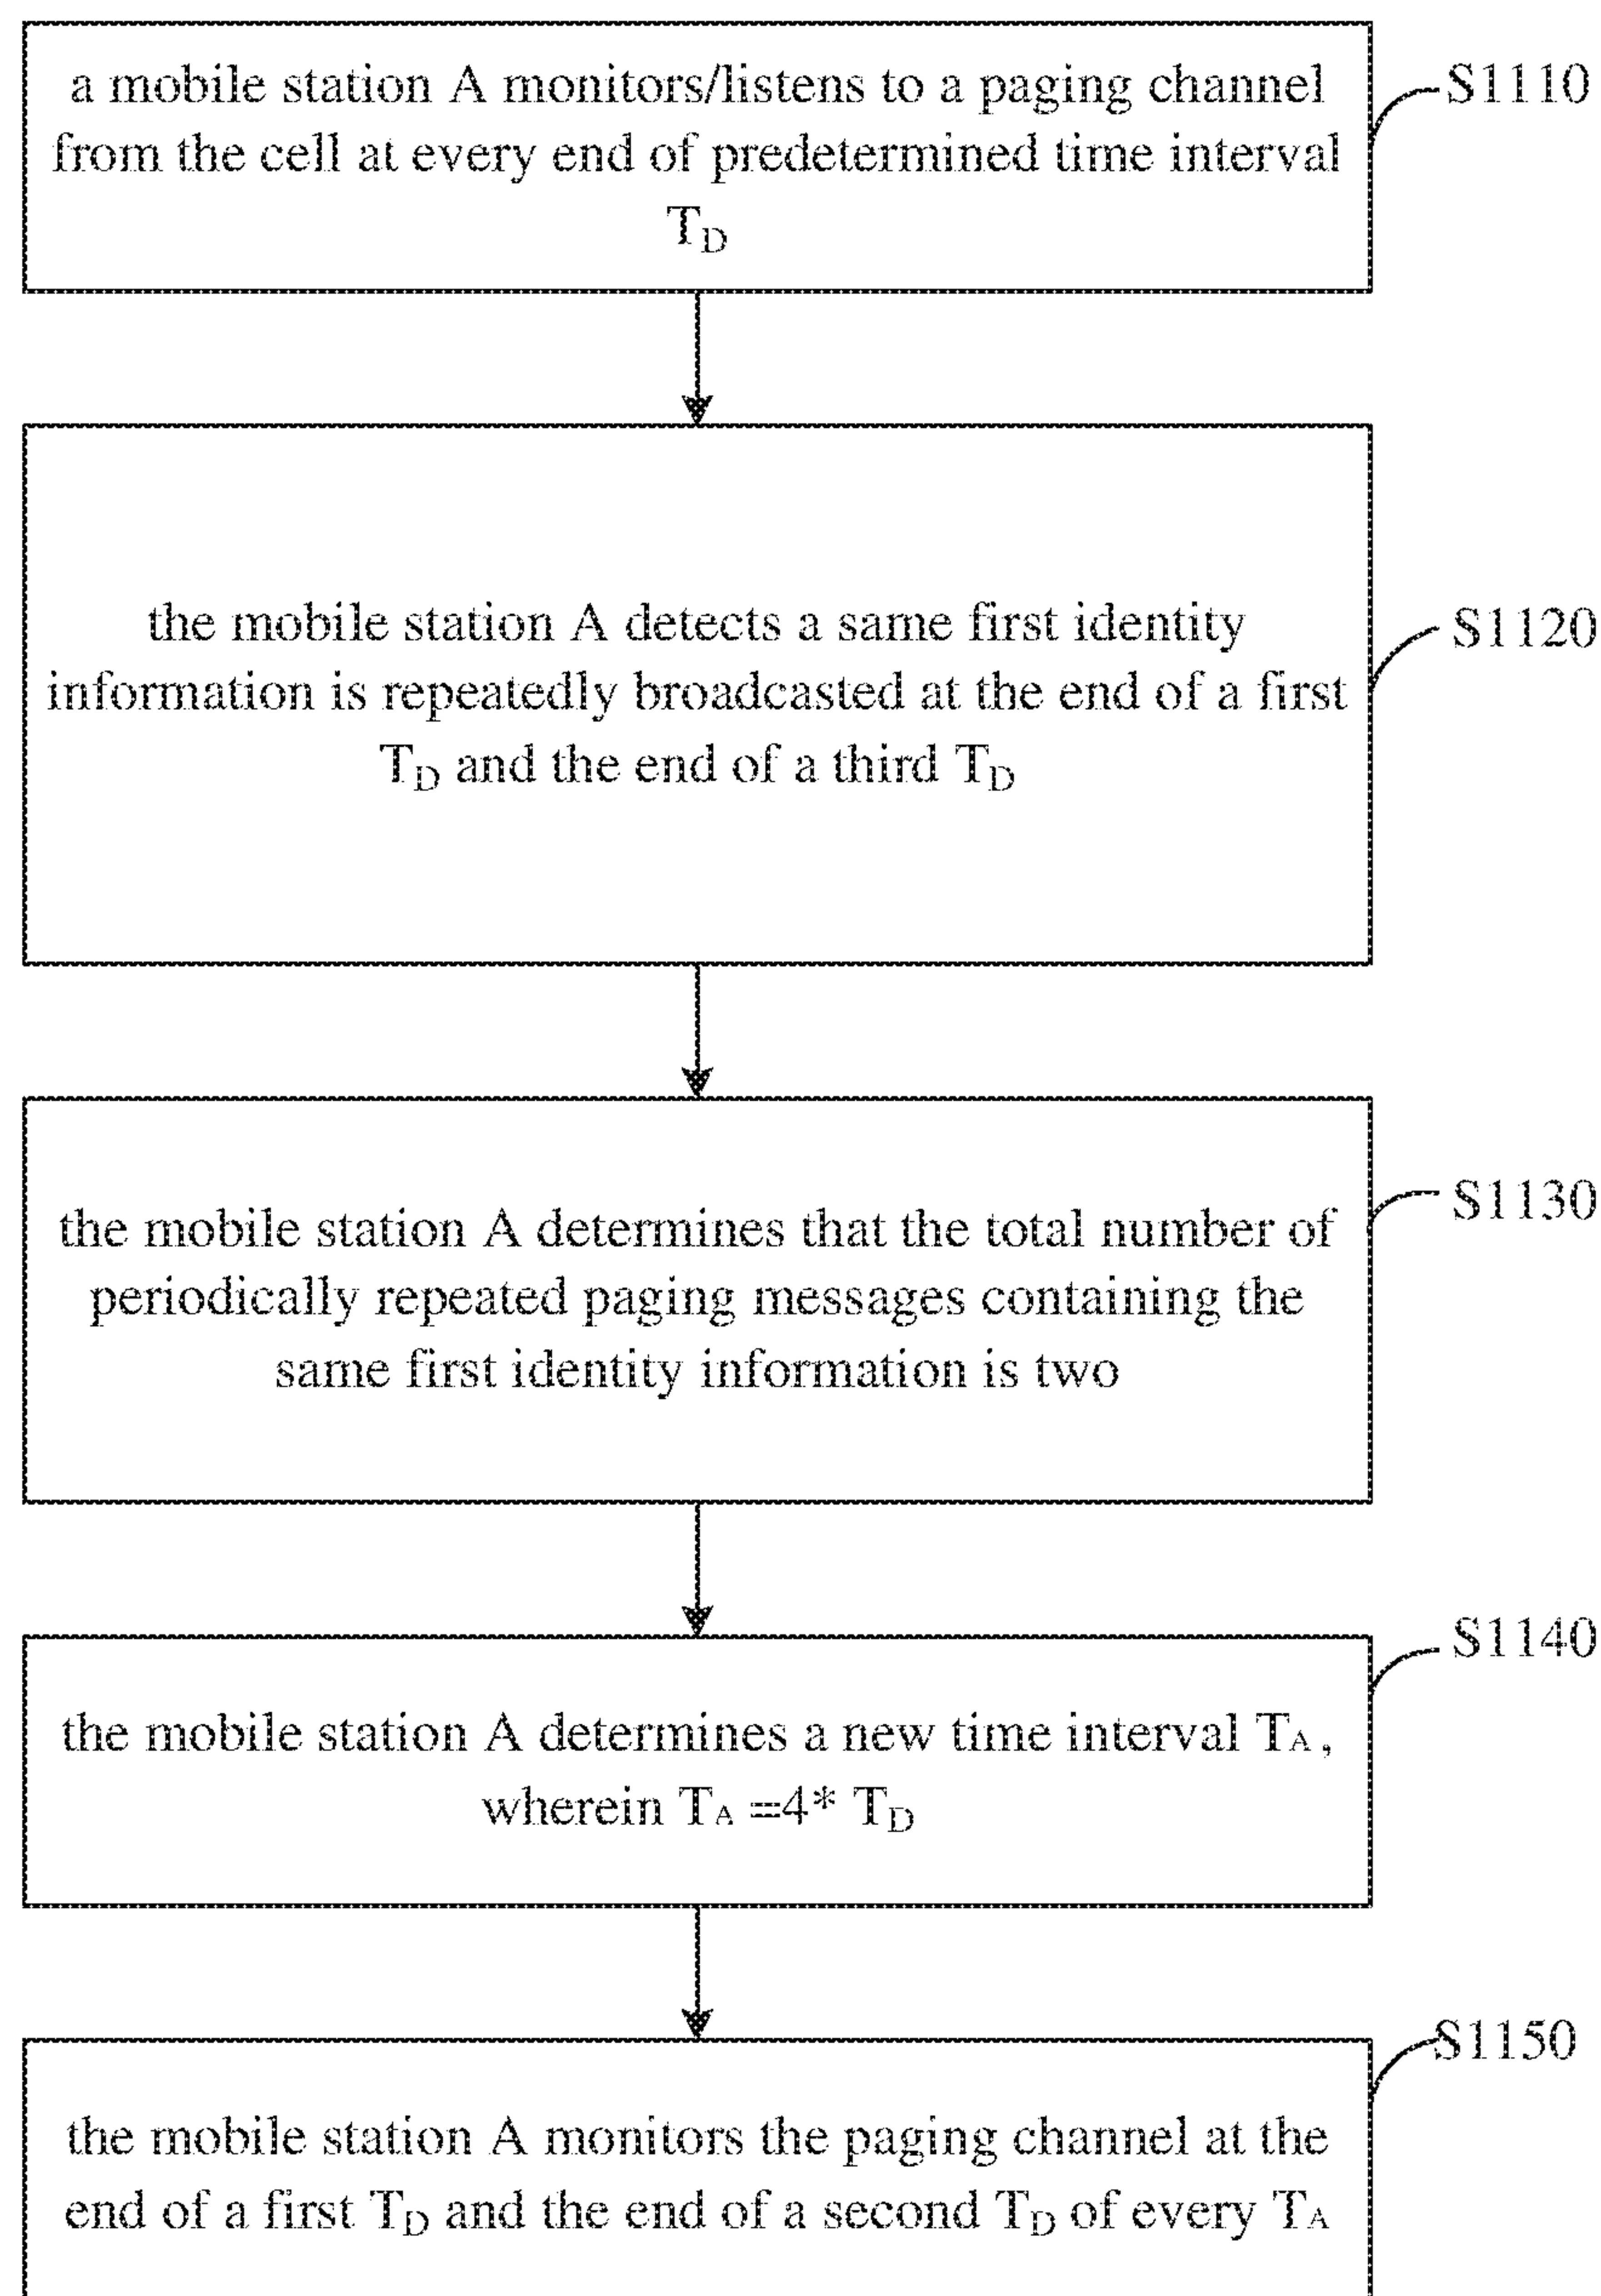 a mobile station A monitors/listens to a paging channel
from the cell at every end of predetermined time interval
TD
S1110
the mobile station A detects a same first identity
information is repeatedly broadcasted at the end of a first
TD and the end of a third TD
S1120
the mobile station A determines that the total number of
periodically repeated paging messages containing the
same first identity information is two
S1130
the mobile station A determines a new time interval TA,
wherein TA =4* TD
S1140
the mobile station A monitors the paging channel at the
end of a first TD and the end of a second TD of every TA
S1150